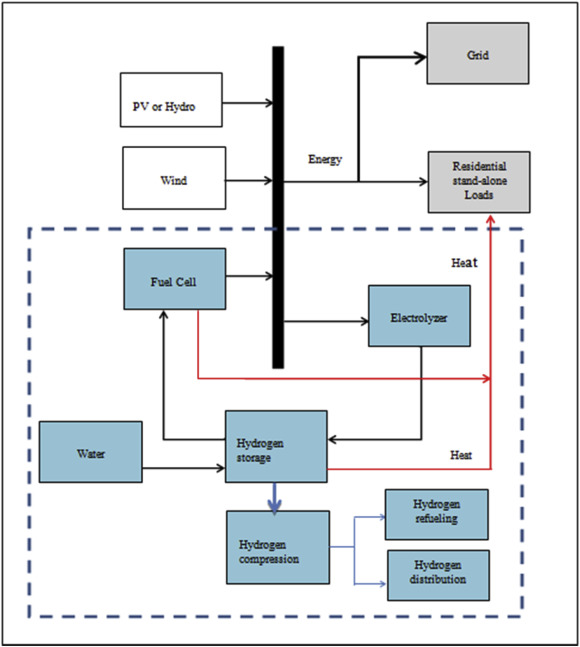 Grid
PV or Hydro
Energy
Residential
stand-alone
Loads
Wind
Heat
Fuel Cell
Electrolyzer
Water
Hydrogen
storage
Heat
Hydrogen
refueling
Hydrogen
compression
Hydrogen
distribution